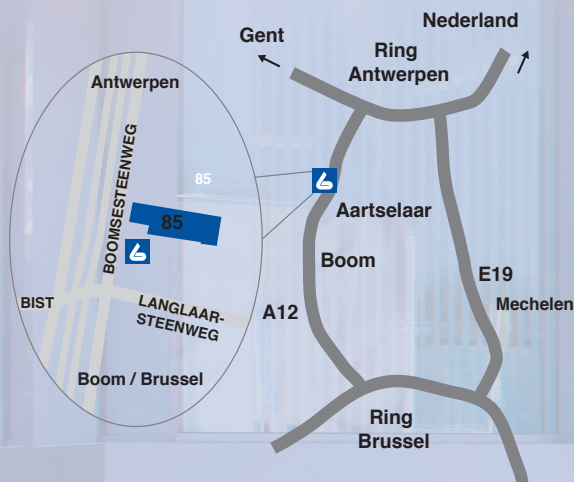 Nederland
Gent
Ring
Antwerpen
Antwerpen
BOOMSESTEENWEG
85
85
Aartselaar
Boom
E19
BIST
LANGLAAR-
STEENWEG
A12
Mechelen
Boom / Brussel
Ring
Brussel